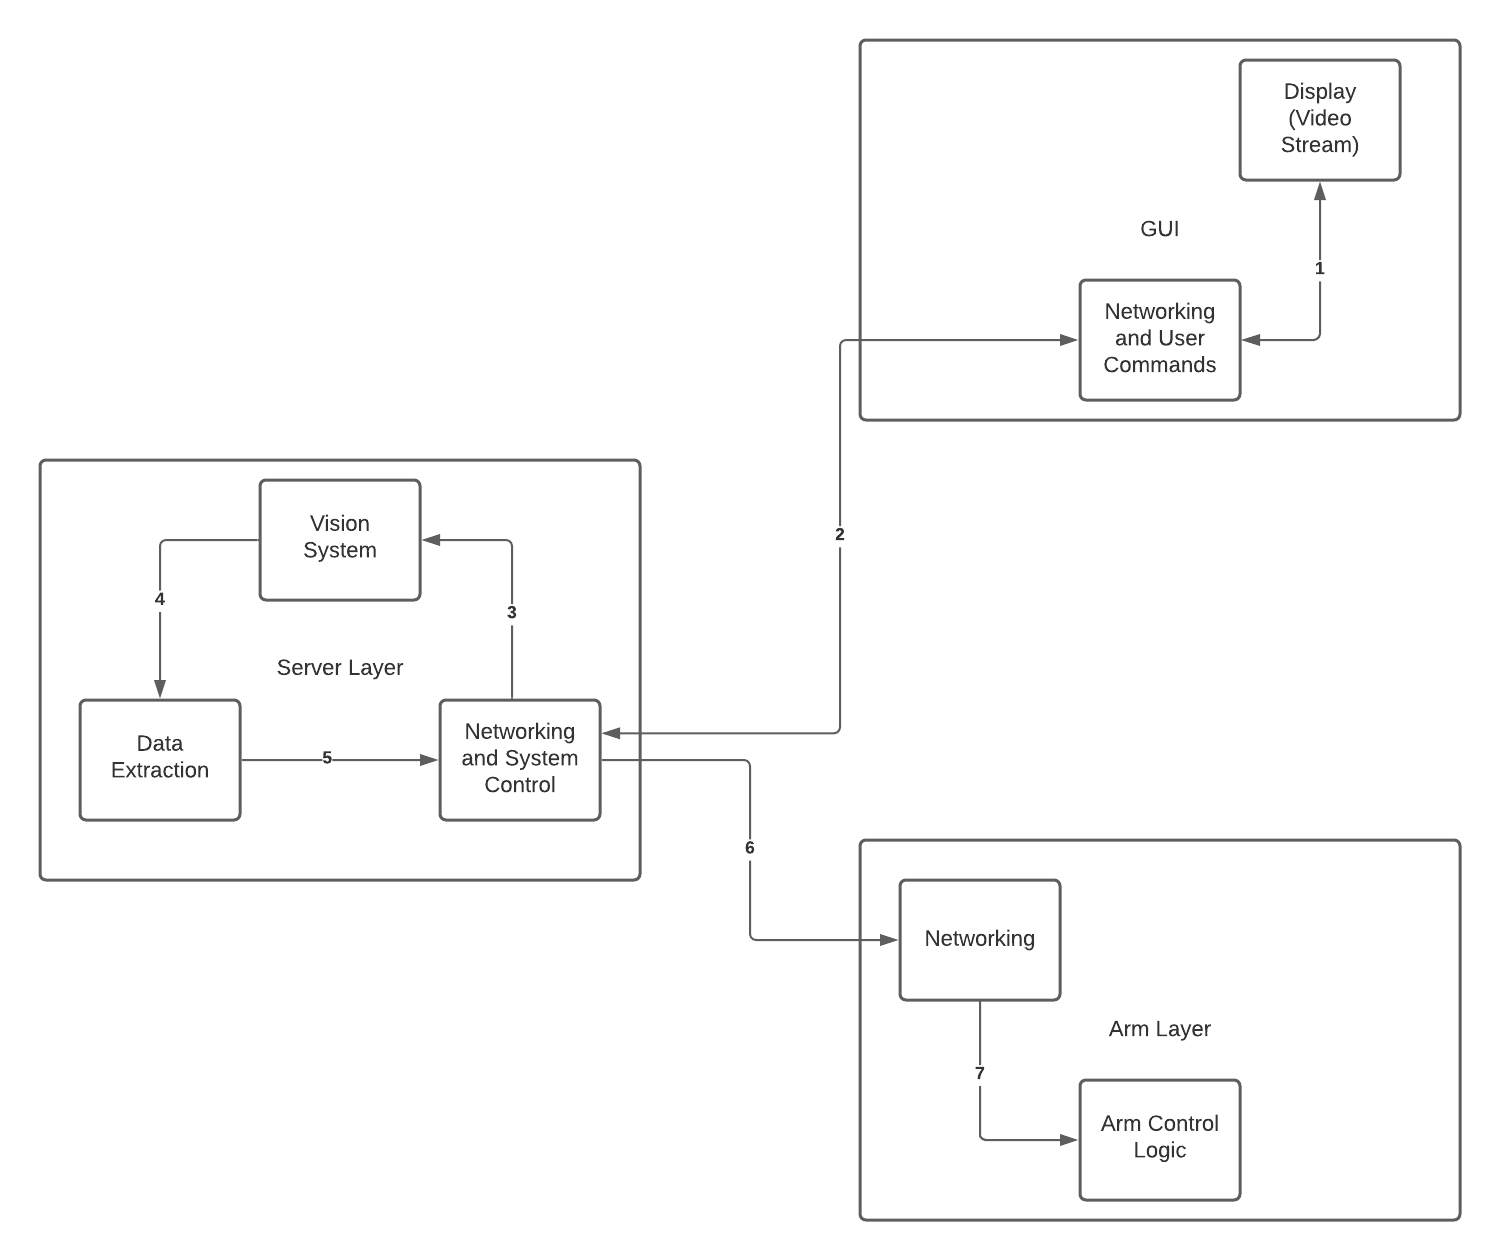 Display
(Video
Stream)
GUI
1
Networking
and User
Commands
2
Vision
System
4
3
Server Layer
Data
Extraction
5
Networking
and System
Control
6
Networking
Arm Layer
7
Arm Control
Logic